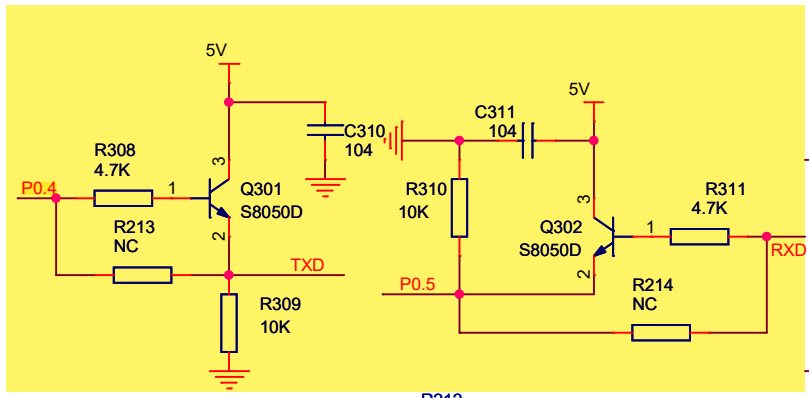 5V
C310
104
R308
4.7K
3
P0.4
1
Q301
S8050D
R213
NC
2
TXD
R309
10K
5V
C311
104
R310
10K
3
Q302
S8050D
1
R311
4.7K
RXD
2
P0.5
R214
NC